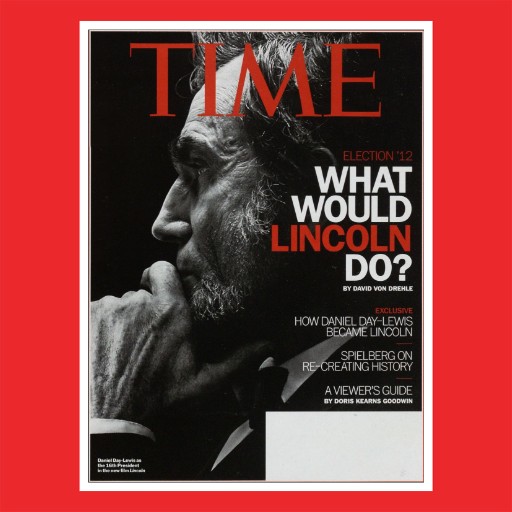 TIME
ELECTION '12
WHAT
WOULD
LINCOLN
DO?
BY DAVID VON DREHLE
EXCLUSIVE
HOW DANIEL DAY-LEWIS
BECAME LINCOLN
SPIELBERG ON
RE-CREATING HISTORY
A VIEWER'S GUIDE
BY DORIS KEARNS GOODWIN
Daniel Day-Lewis as
the 16th President
in the new film Lincoln